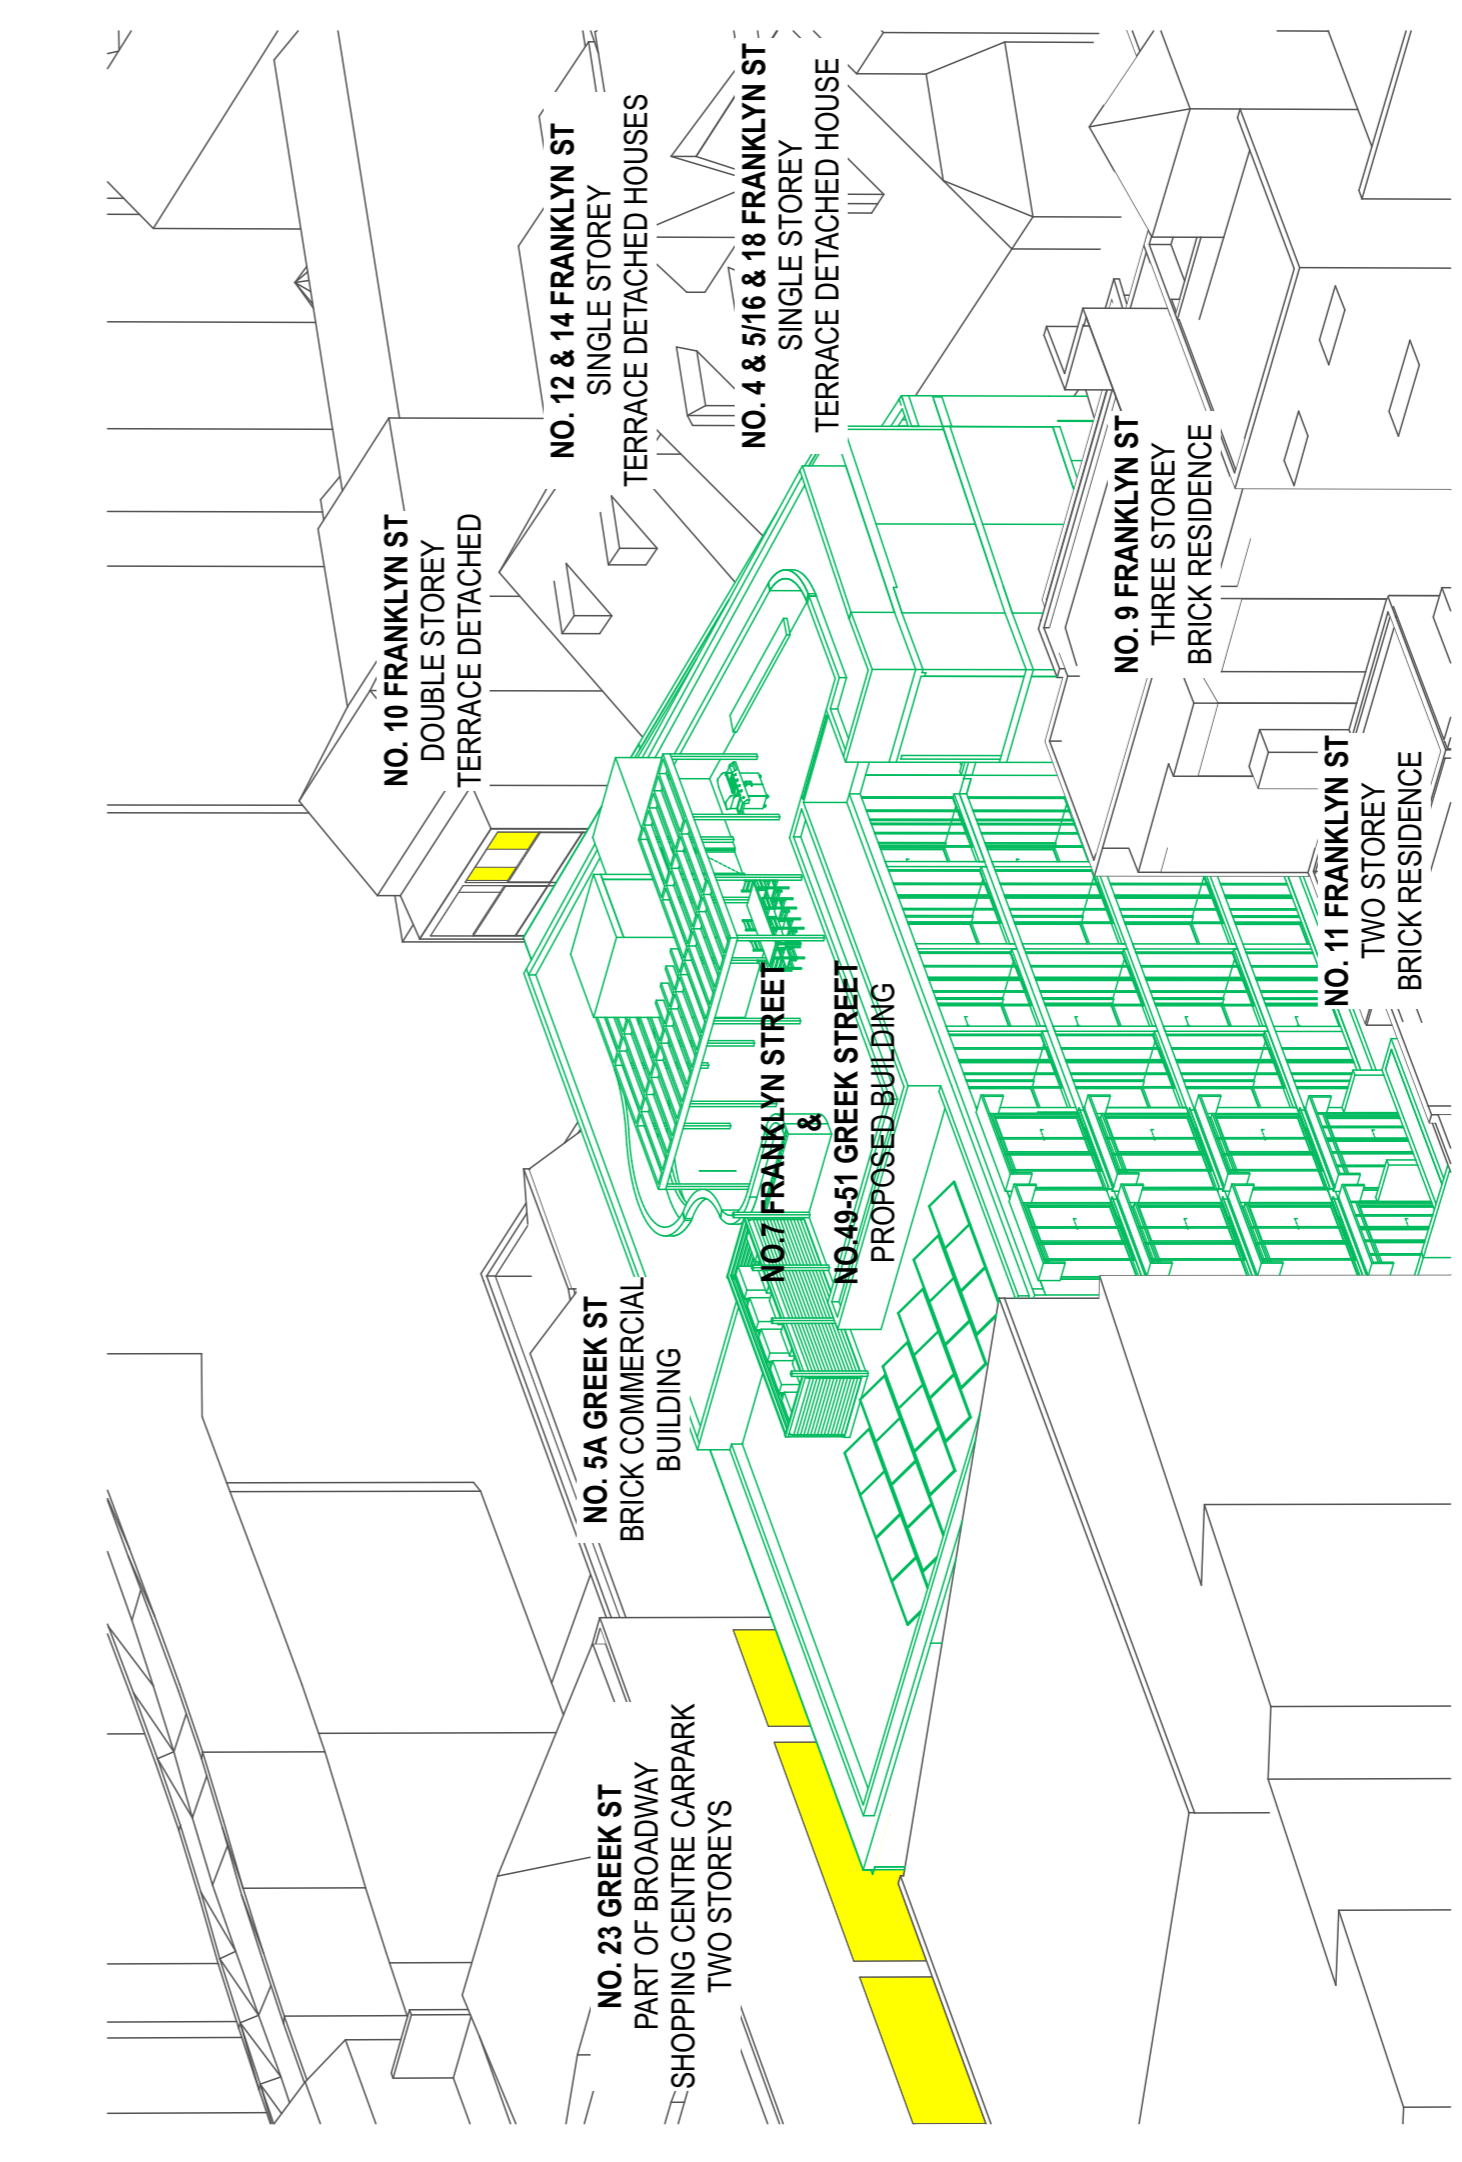 NO. 23 GREEK ST
PART OF BROADWAY
SHOPPING CENTRE CARPARK
TWO STOREYS
NO. 5A GREEK ST
BRICK COMMERCIAL
BUILDING
NO. 10 FRANKLYN ST
DOUBLE STOREY
TERRACE DETACHED
NO. 12 & 14 FRANKLYN ST
SINGLE STOREY
TERRACE DETACHED HOUSES
NO. 4 & 5/16 & 18 FRANKLYN ST
SINGLE STOREY
TERRACE DETACHED HOUSE
NO.7 FRANKLYN STREET
&
NO.49-51 GREEK STREET
PROPOSED BUILDING
NO. 9 FRANKLYN ST
THREE STOREY
BRICK RESIDENCE
NO. 11 FRANKLYN ST
TWO STOREY
BRICK RESIDENCE